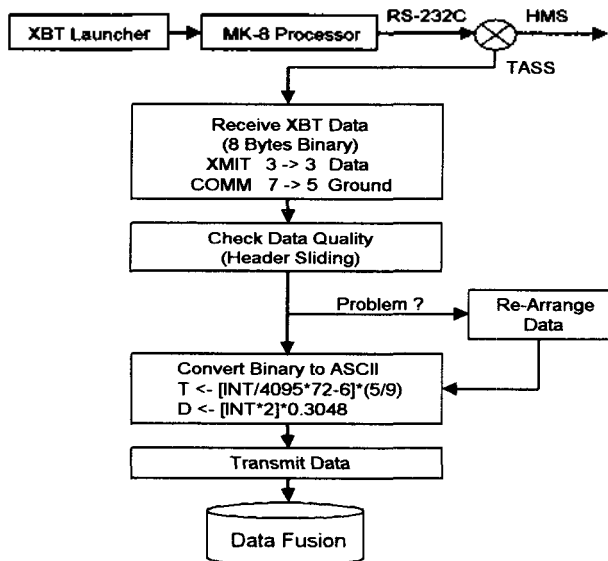 XBT Launcher
MK-8 Processor
RS-232C
HMS
TASS
Receive XBT Data
(8 Bytes Binary)
XMIT 3 -> 3 Data
COMM 7 -> 5 Ground
Check Data Quality
(Header Sliding)
Problem ?
Re-Arrange
Data
Convert Binary to ASCII
T <- [INT/4095*72-6]*(5/9)
D <- [INT*2]*0.3048
Transmit Data
Data Fusion